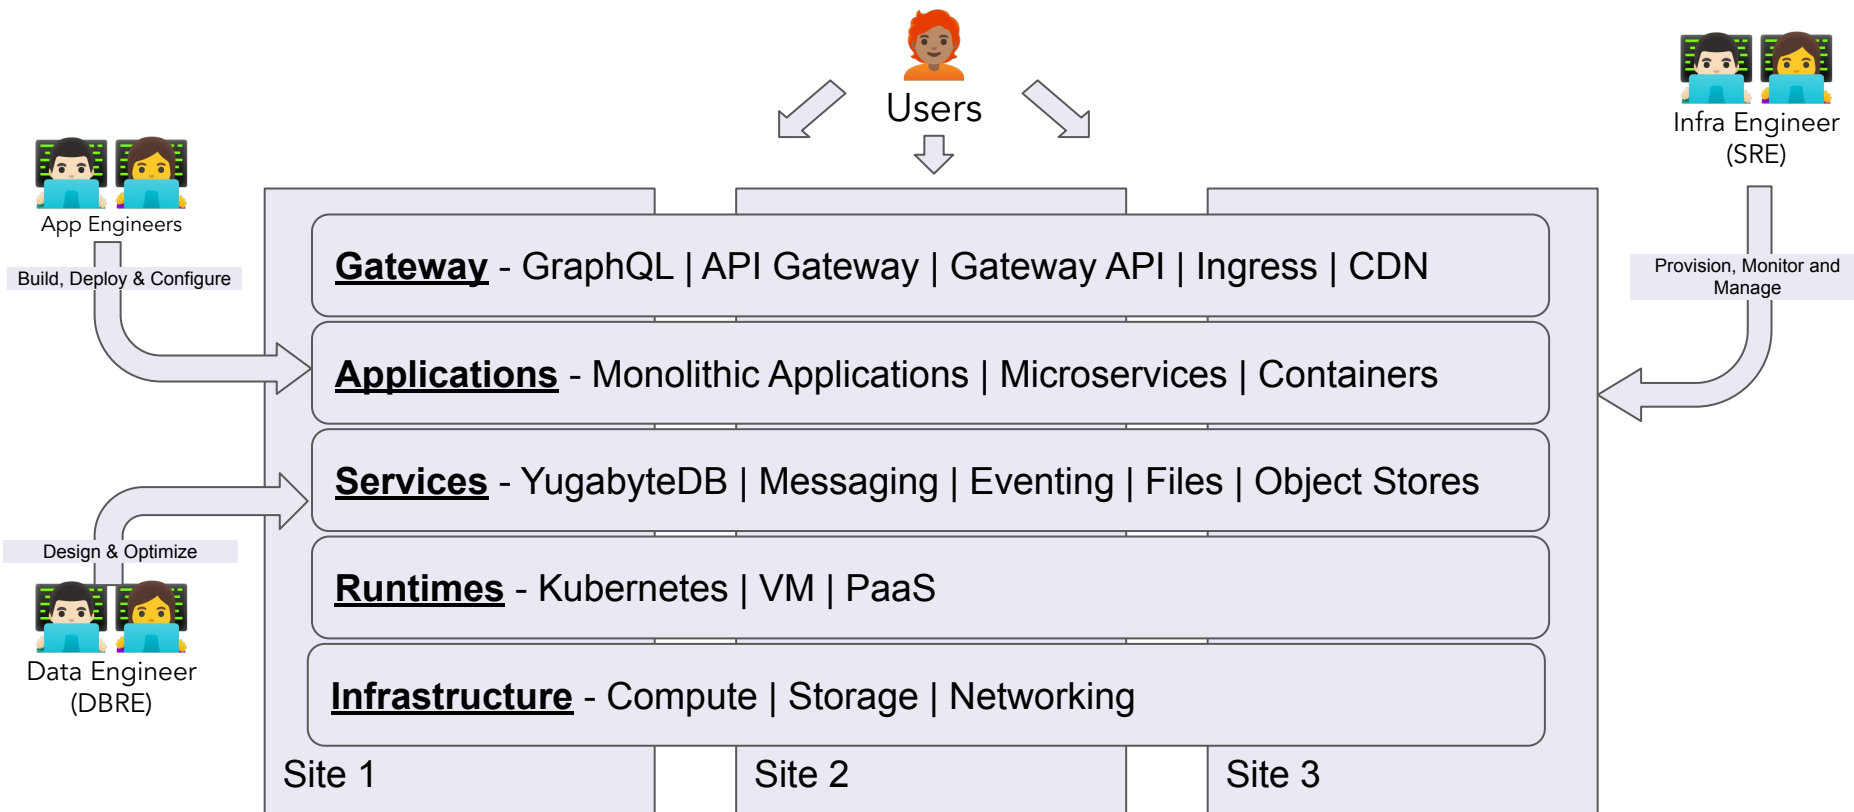 Users
Infra Engineer
(SRE)
App Engineers
Build, Deploy & Configure
Provision, Monitor and
Manage
Gateway - GraphQL | API Gateway | Gateway API | Ingress | CDN
Applications - Monolithic Applications | Microservices | Containers
Services - YugabyteDB | Messaging | Eventing | Files | Object Stores
Design & Optimize
Runtimes - Kubernetes | VM | PaaS
Data Engineer
(DBRE)
Infrastructure - Compute | Storage | Networking
Site 1
Site 2
Site 3